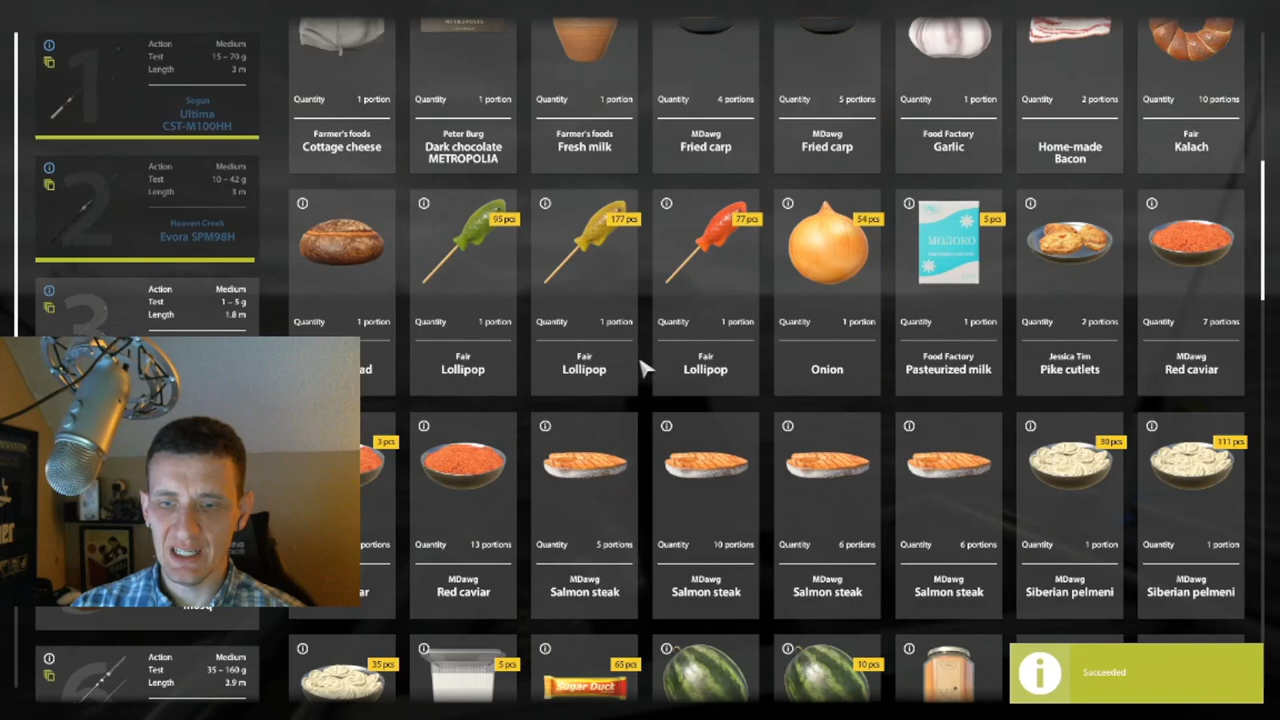 1
Action Medium
Test 15 – 70 g
Length 3 m
Segun
Ultima
CST-M100HH
2
Action Medium
Test 10 – 42 g
Length 3 m
Heaven Creek
Evora SPM98H
3
Action Medium
Test 1 – 5 g
Length 1.8 m
6
Action Medium
Test 35 – 160 g
Length 3.9 m
METROPOLIA
Quantity 1 portion
Farmer's foods
Cottage cheese
Quantity 1 portion
Peter Burg
Dark chocolate
METROPOLIA
Quantity 1 portion
Farmer's foods
Fresh milk
Quantity 4 portions
MDawg
Fried carp
Quantity 5 portions
MDawg
Fried carp
Quantity 1 portion
Food Factory
Garlic
Quantity 2 portions
Home-made
Bacon
Quantity 10 portions
Fair
Kalach
Quantity 1 portion
ad
95 pcs
Quantity 1 portion
Fair
Lollipop
177 pcs
Quantity 1 portion
Fair
Lollipop
77 pcs
Quantity 1 portion
Fair
Lollipop
54 pcs
Quantity 1 portion
Onion
5 pcs
МОЛОКО
Quantity 1 portion
Food Factory
Pasteurized milk
Quantity 2 portions
Jessica Tim
Pike cutlets
Quantity 7 portions
MDawg
Red caviar
3 pcs
portions
ar
Quantity 13 portions
MDawg
Red caviar
Quantity 5 portions
MDawg
Salmon steak
Quantity 10 portions
MDawg
Salmon steak
Quantity 6 portions
MDawg
Salmon steak
Quantity 6 portions
MDawg
Salmon steak
30 pcs
Quantity 1 portion
MDawg
Siberian pelmeni
111 pcs
Quantity 1 portion
MDawg
Siberian pelmeni
35 pcs
5 pcs
65 pcs
Sugar Duck
10 pcs
Succeeded